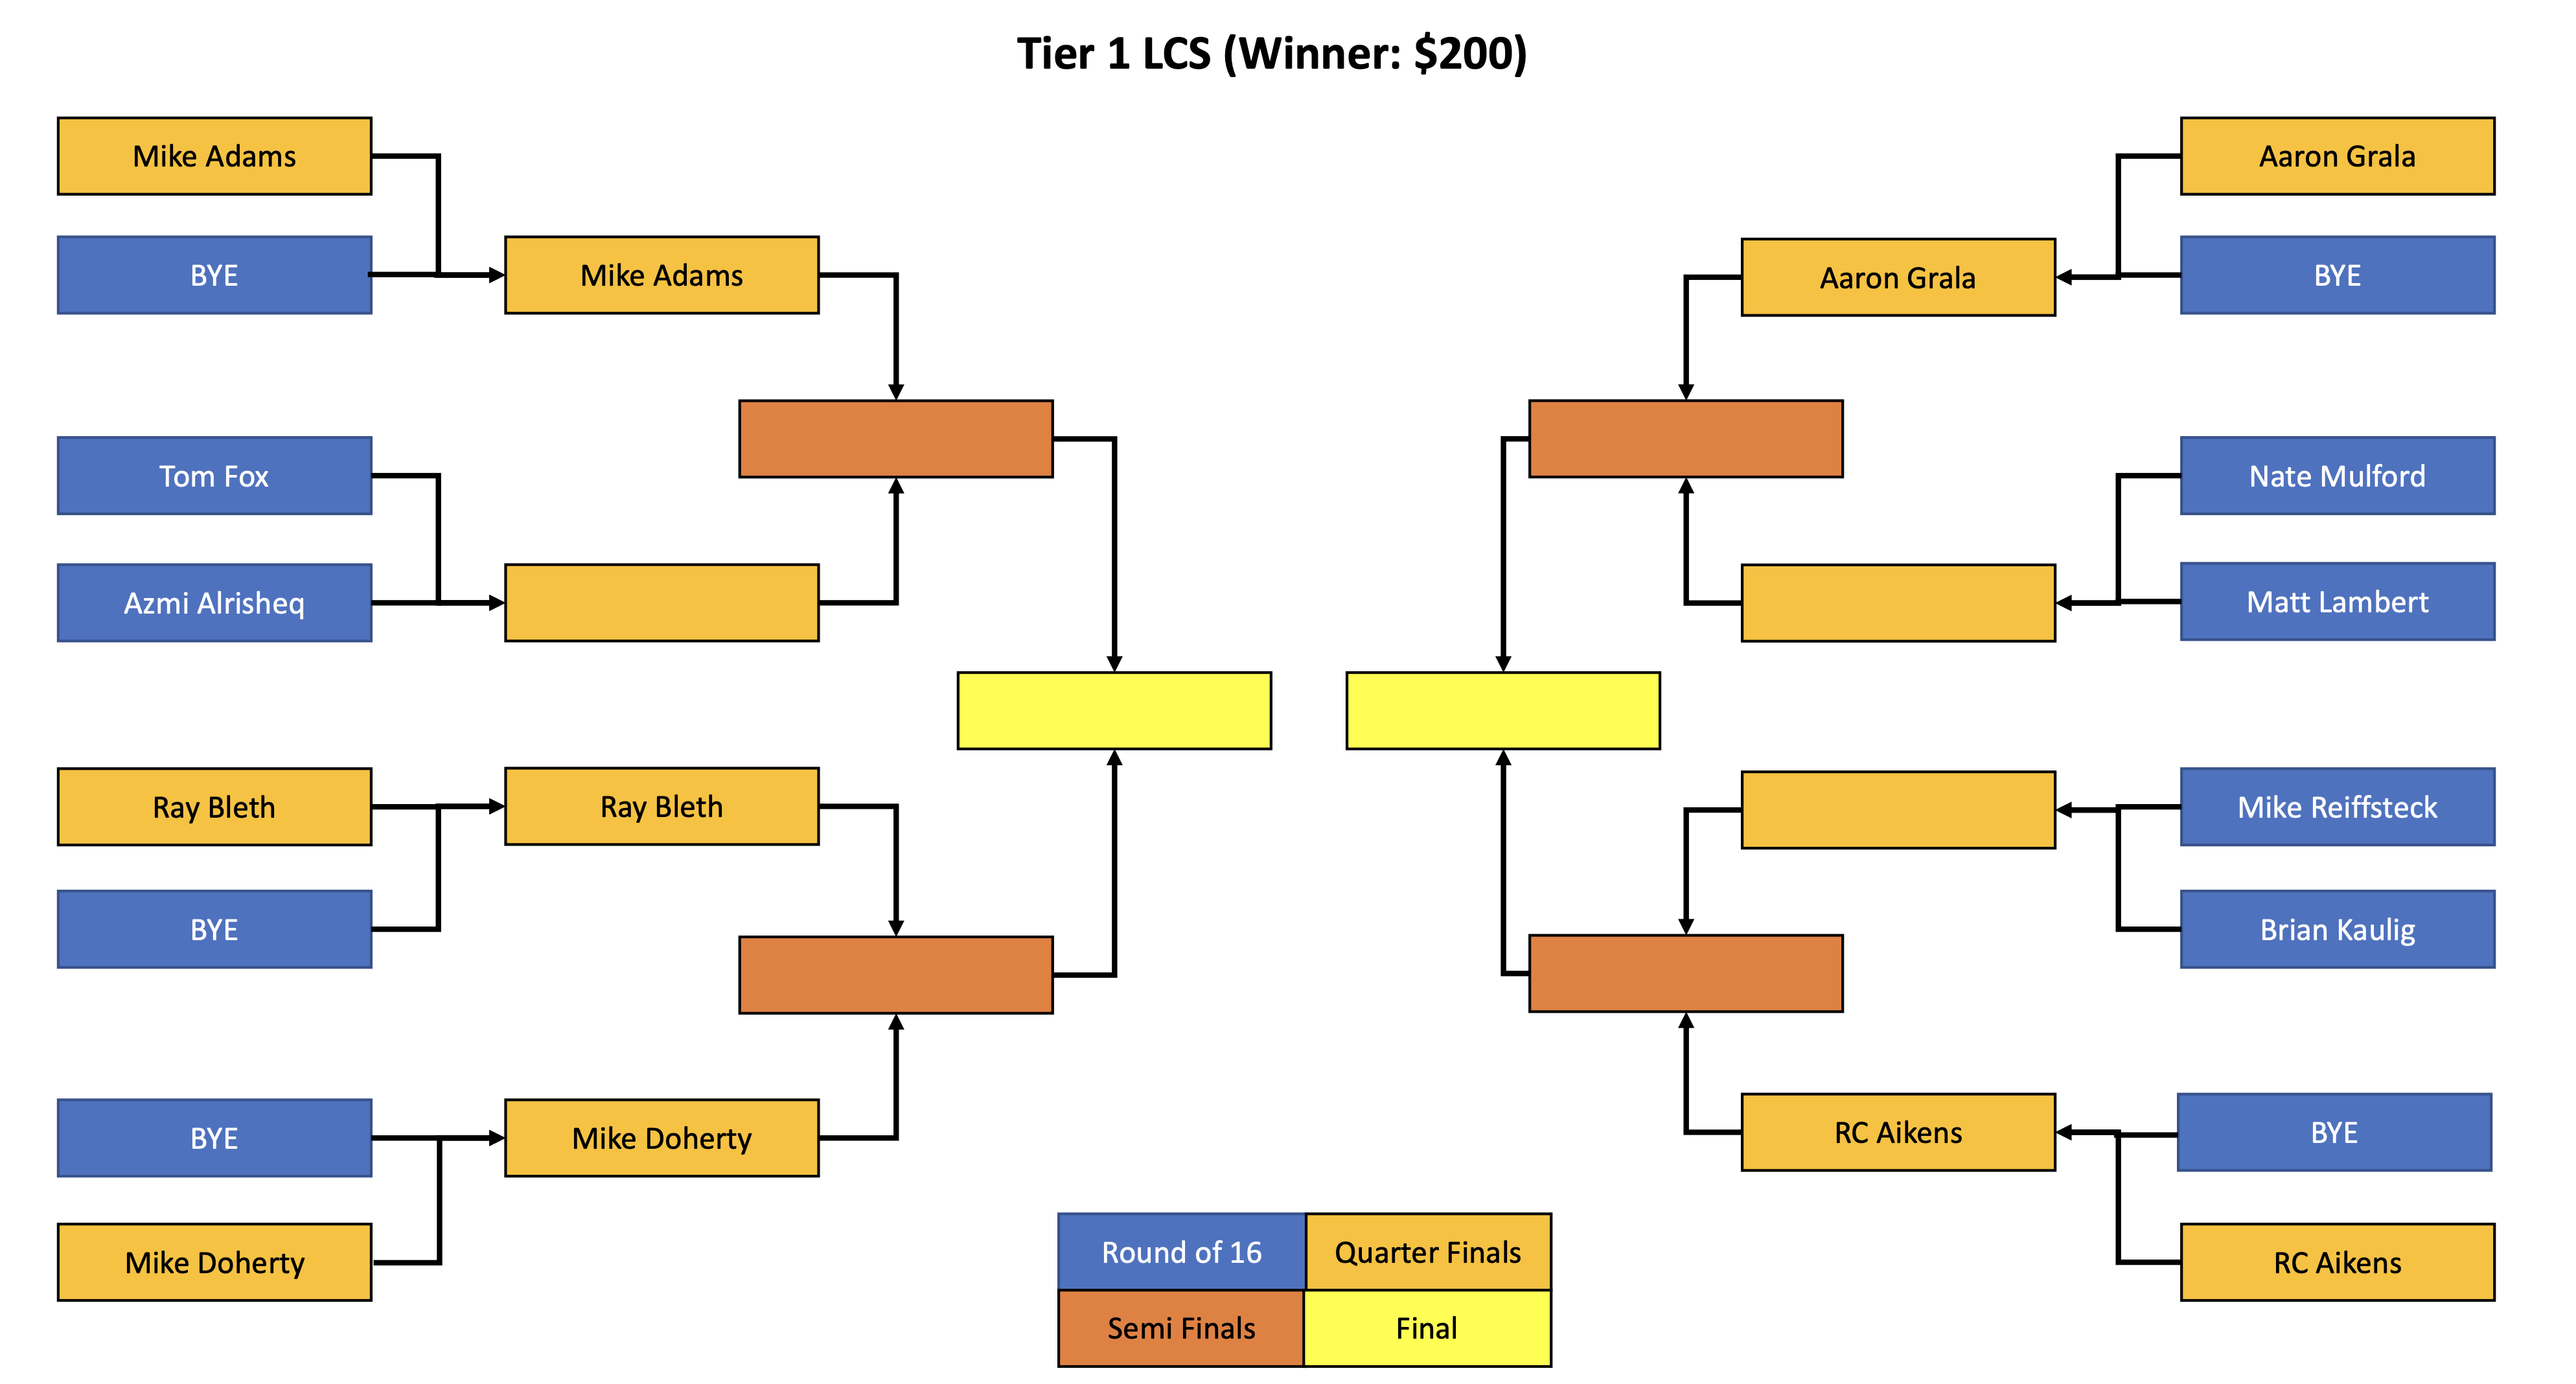 Tier 1 LCS (Winner: $200)
Mike Adams
BYE
Mike Adams
Tom Fox
Azmi Alrisheq
Ray Bleth
BYE
Ray Bleth
BYE
Mike Doherty
Mike Doherty
Aaron Grala
Aaron Grala
BYE
Nate Mulford
Matt Lambert
Mike Reiffsteck
Brian Kaulig
RC Aikens
BYE
RC Aikens
Round of 16
Quarter Finals
Semi Finals
Final